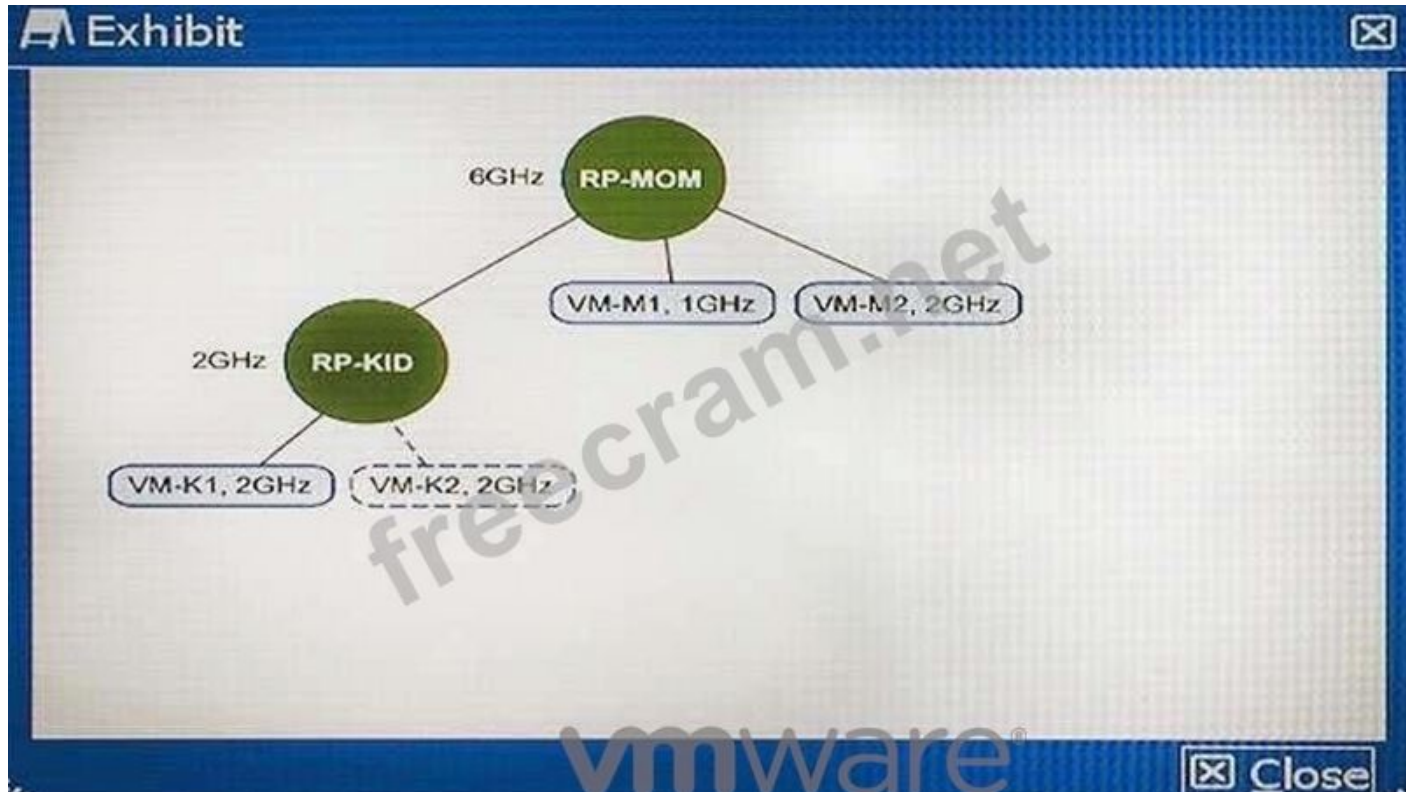 Exhibit
6GHz RP-MOM
VM-M1, 1GHz VM-M2, 2GHz
2GHz RP-KID
VM-K1, 2GHz VM-K2, 2GHz
freecram.net
vmware®
Close